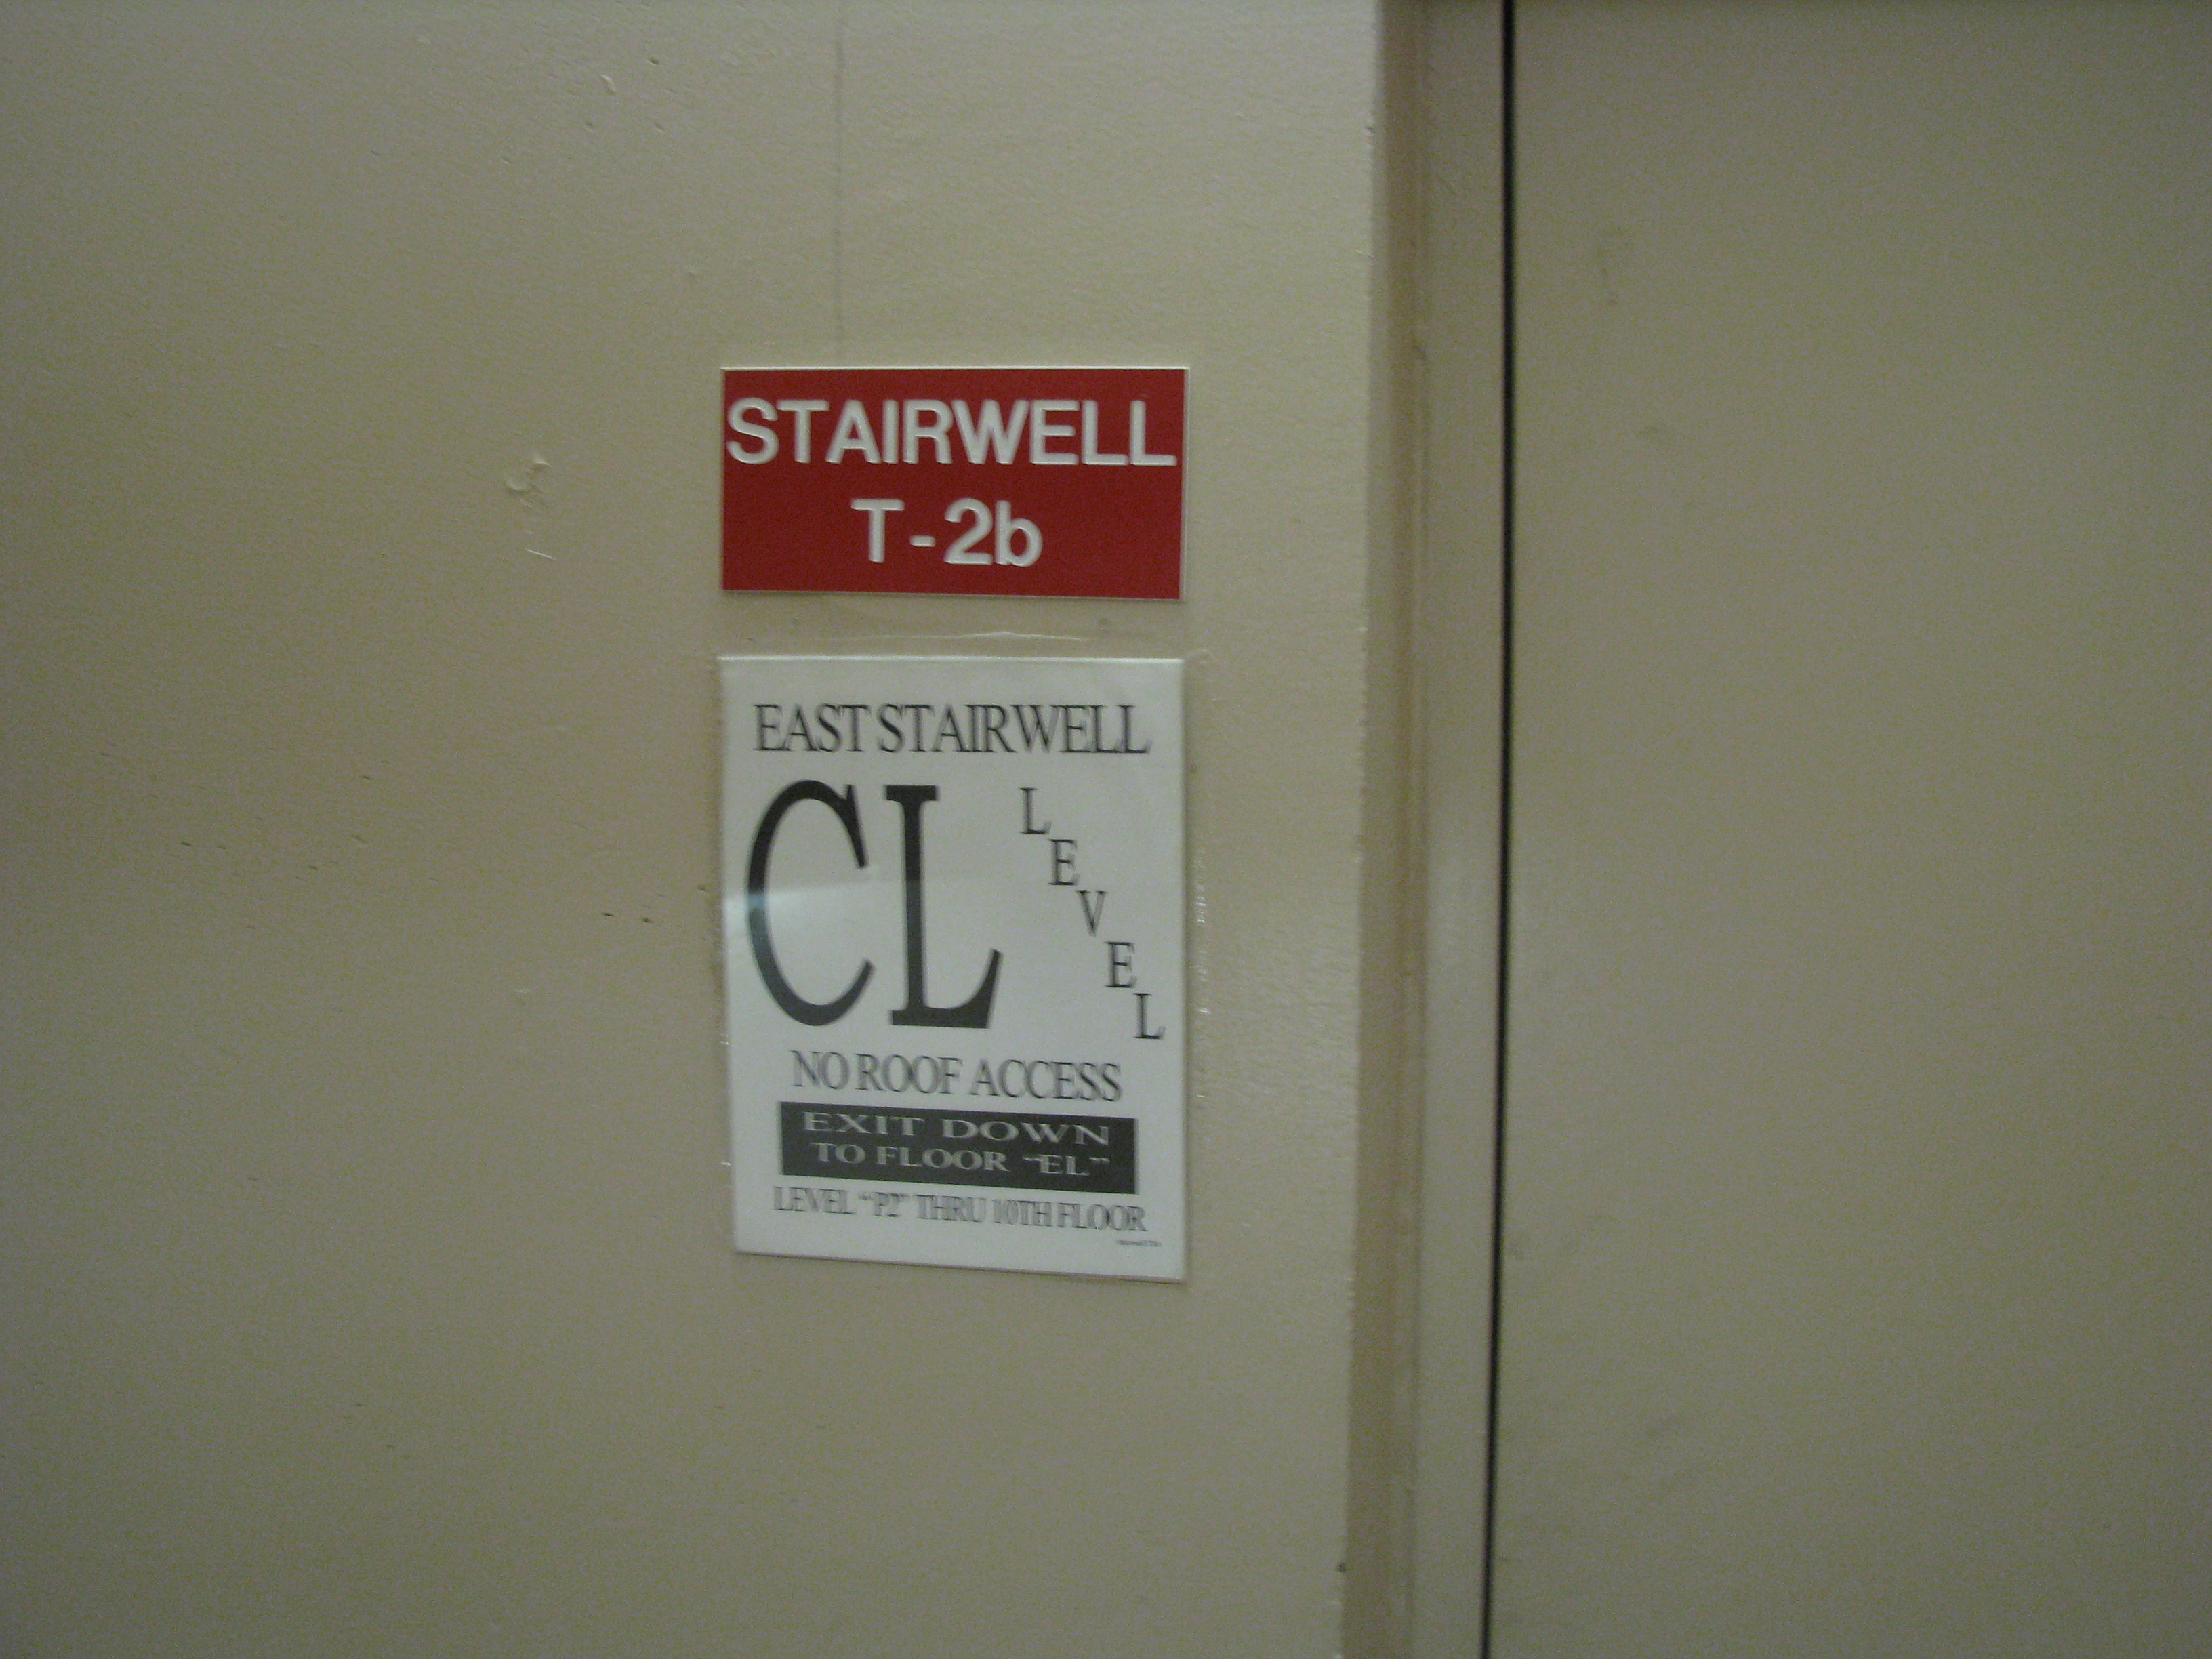 STAIRWELL
T-2b
EAST STAIRWELL
CL
LEVEL
NO ROOF ACCESS
EXIT DOWN
TO FLOOR "EL"
LEVEL "P2" THRU 10TH FLOOR